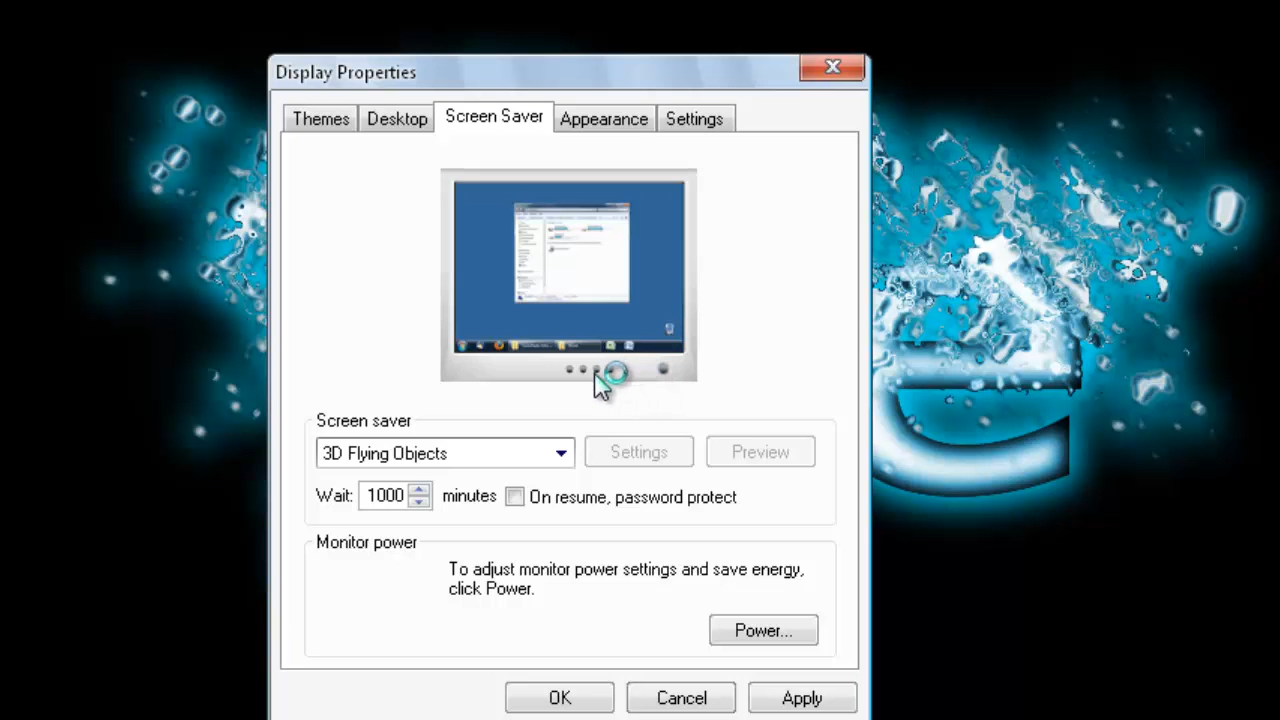 Display Properties
Themes Desktop Screen Saver Appearance Settings
Screen saver
3D Flying Objects Settings Preview
Wait: 1000 minutes On resume, password protect
Monitor power
To adjust monitor power settings and save energy,
click Power.
Power...
OK Cancel Apply
e